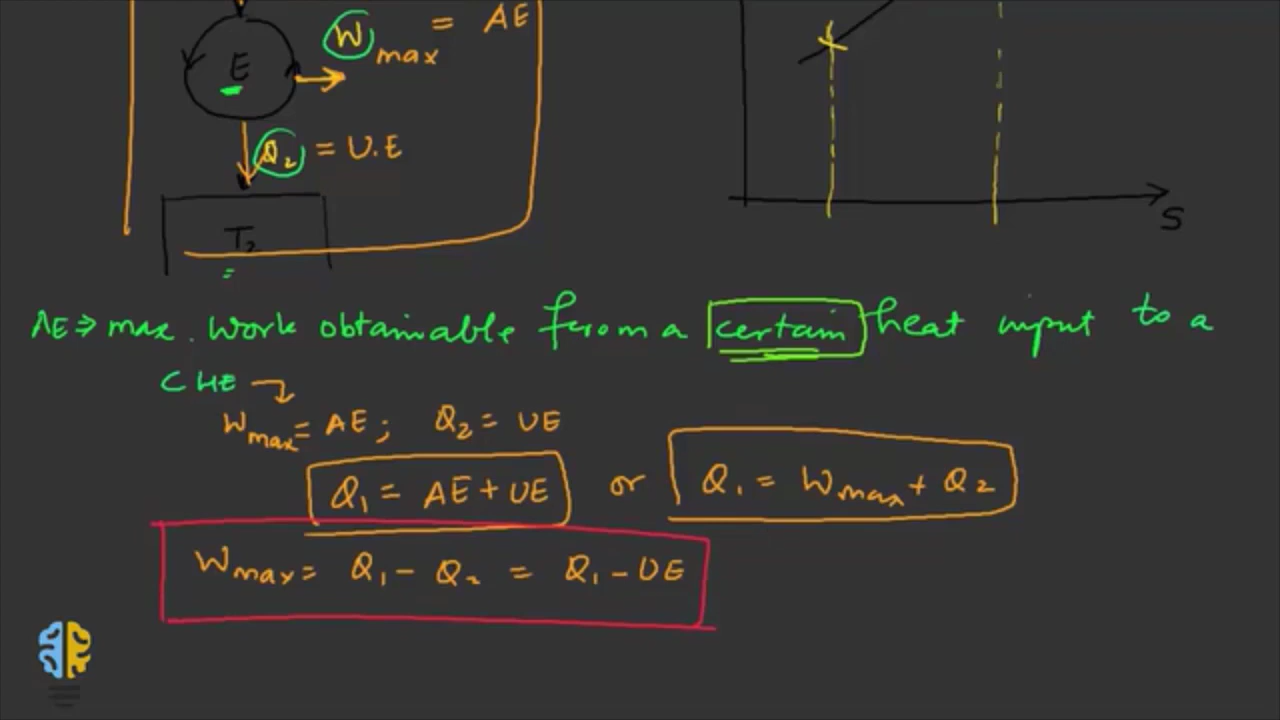 W max = AE
E
Q2 = U.E
T2
S
AE ⇒ max. Work obtainable from a certain heat input to a
CHE
Wmax = AE ; Q2 = UE
Q1 = AE + UE or Q1 = Wmax + Q2
Wmax = Q1 - Q2 = Q1 - UE